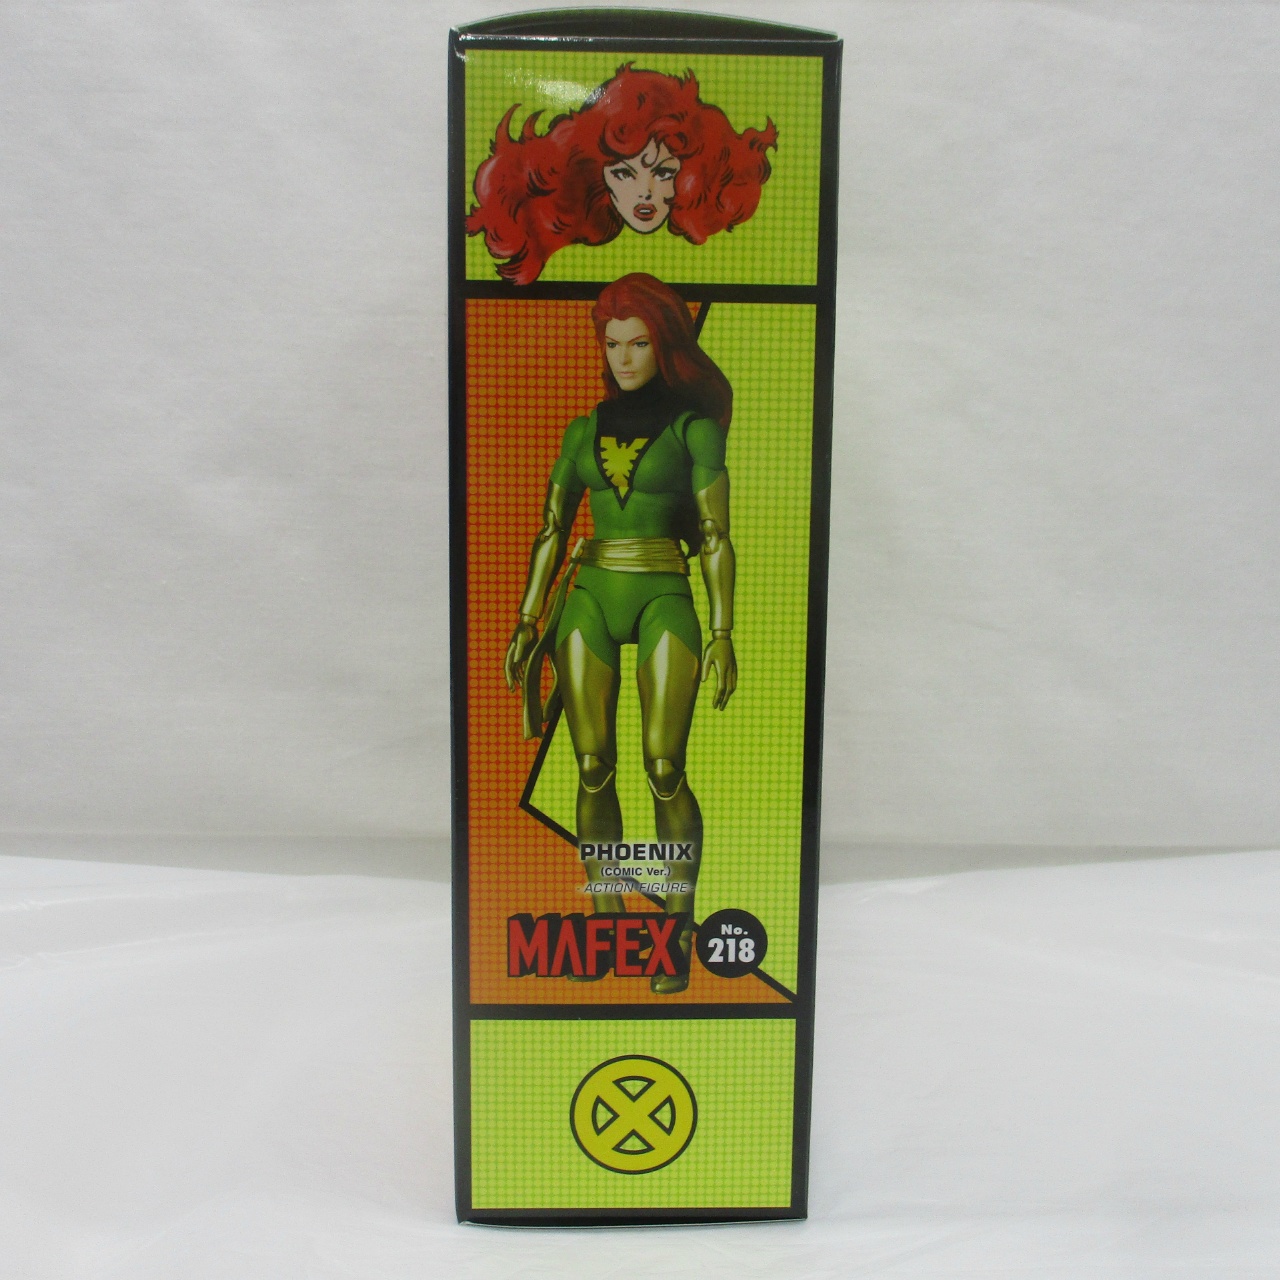 PHOENIX
(COMIC Ver.)
- ACTION FIGURE -
MAFEX
No.
218